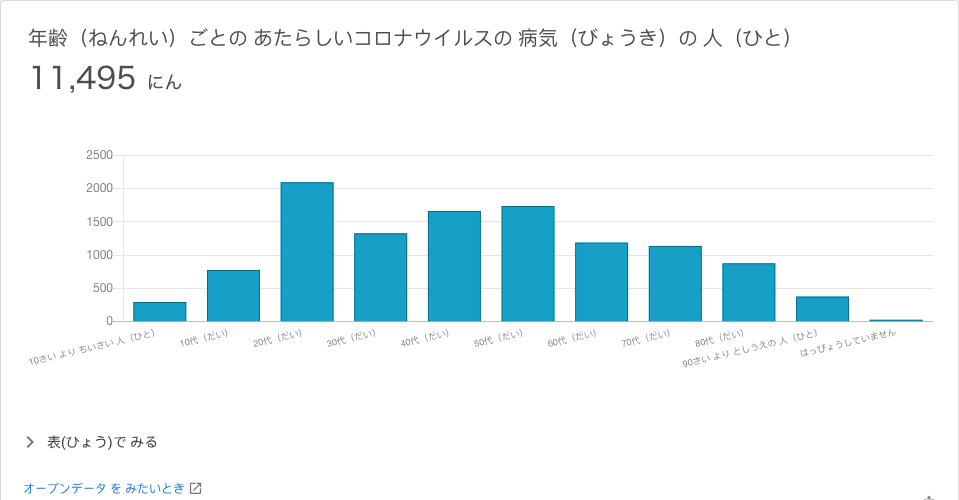 年齢（ねんれい）ごとの あたらしいコロナウイルスの 病気（びょうき）の 人（ひと）
11,495 にん
2500
2000
1500
1000
500
0
10さい より ちいさい 人（ひと）
10代（だい）
20代（だい）
30代（だい）
40代（だい）
50代（だい）
60代（だい）
70代（だい）
80代（だい）
90さい より としうえの 人（ひと）
はっぴょうしていません
表(ひょう)で みる
オープンデータ を みたいとき